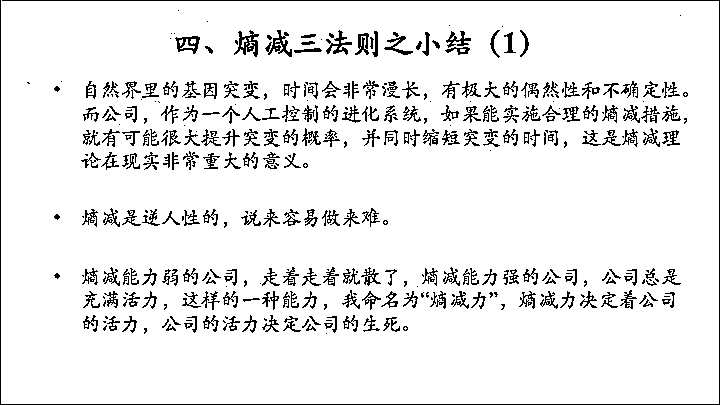 四、熵减三法则之小结（1）
• 自然界里的基因突变，时间会非常漫长，有极大的偶然性和不确定性。
而公司，作为一个人工控制的进化系统，如果能实施合理的熵减措施，
就有可能很大提升突变的概率，并同时缩短突变的时间，这是熵减理
论在现实非常重大的意义。
• 熵减是逆人性的，说来容易做来难。
• 熵减能力弱的公司，走着走着就散了，熵减能力强的公司，公司总是
充满活力，这样的一种能力，我命名为“熵减力”，熵减力决定着公司
的活力，公司的活力决定公司的生死。